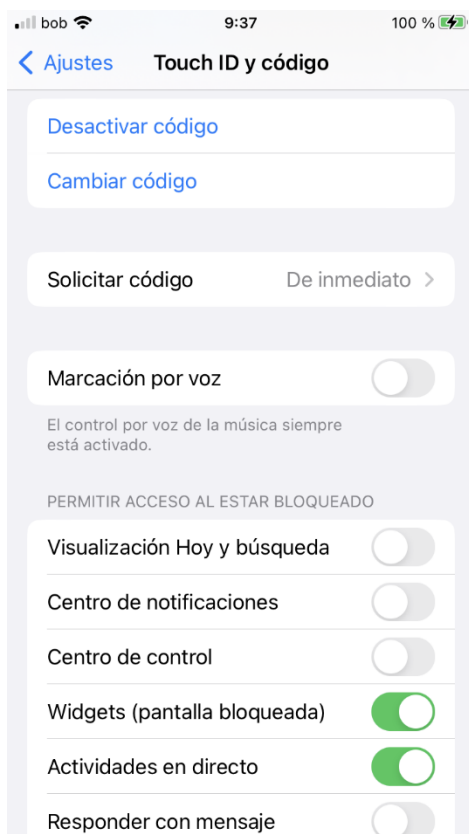 bob 9:37 100 %
Ajustes Touch ID y código
Desactivar código
Cambiar código
Solicitar código De inmediato
Marcación por voz
El control por voz de la música siempre
está activado.
PERMITIR ACCESO AL ESTAR BLOQUEADO
Visualización Hoy y búsqueda
Centro de notificaciones
Centro de control
Widgets (pantalla bloqueada)
Actividades en directo
Responder con mensaje